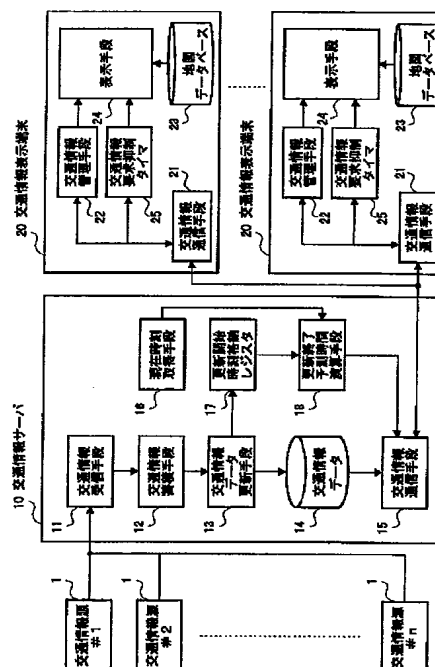 1
交通情報源
#1
1
交通情報源
#2
1
交通情報源
#n
10 交通情報サーバ
11
交通情報
受信手段
12
交通情報
蓄積手段
13
交通情報
データ
更新手段
14
交通情報
データ
15
交通情報
通信手段
16
現在時刻
取得手段
17
更新開始
時刻格納
レジスタ
18
更新終了
予測時間
演算手段
20 交通情報表示端末
21
交通情報
通信手段
22
交通情報
管理手段
25
交通情報
要求抑制
タイマ
24
表示手段
23
地図
データベース
20 交通情報表示端末
21
交通情報
通信手段
22
交通情報
管理手段
25
交通情報
要求抑制
タイマ
24
表示手段
23
地図
データベース